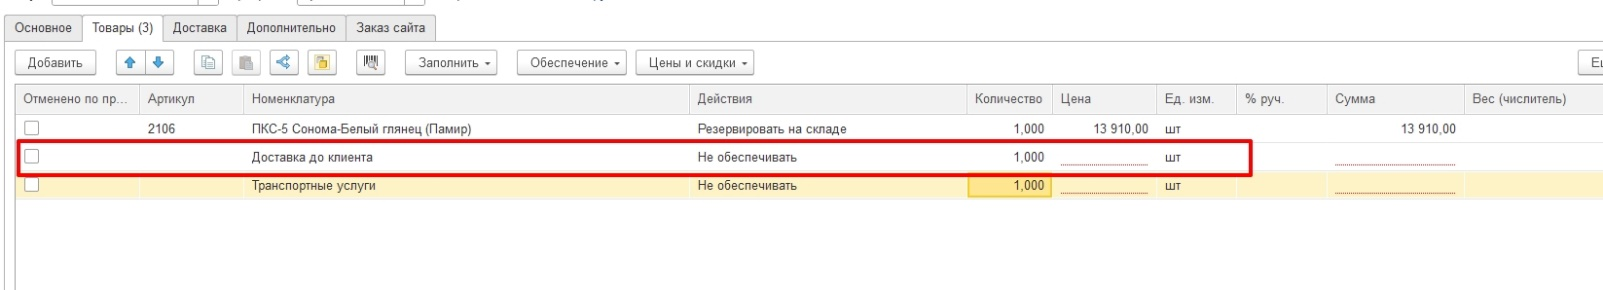 Основное Товары (3) Доставка Дополнительно Заказ сайта
Добавить Заполнить Обеспечение Цены и скидки
Отменено по пр... Артикул Номенклатура Действия Количество Цена Ед. изм. % руч. Сумма Вес (числитель)
2106 ПКС-5 Сонома-Белый глянец (Памир) Резервировать на складе 1,000 13 910,00 шт 13 910,00
Доставка до клиента Не обеспечивать 1,000 шт
Транспортные услуги Не обеспечивать 1,000 шт